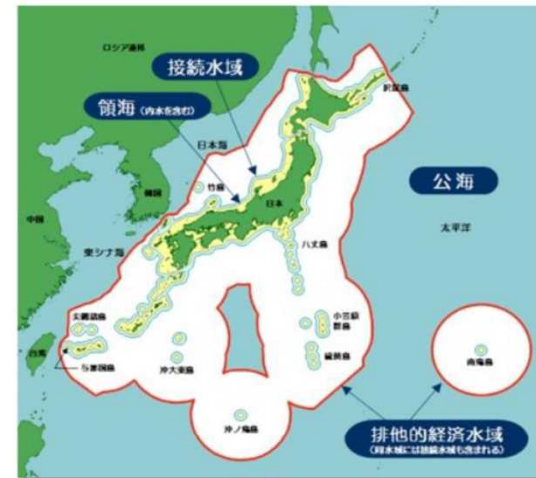 ロシア連邦
接続水域
領海（内水を含む）
択捉島
日本海
竹島
韓国
日本
公海
中国
太平洋
東シナ海
八丈島
尖閣諸島
小笠原
群島
台湾
硫黄島
与那国島
沖大東島
南鳥島
沖ノ鳥島
排他的経済水域